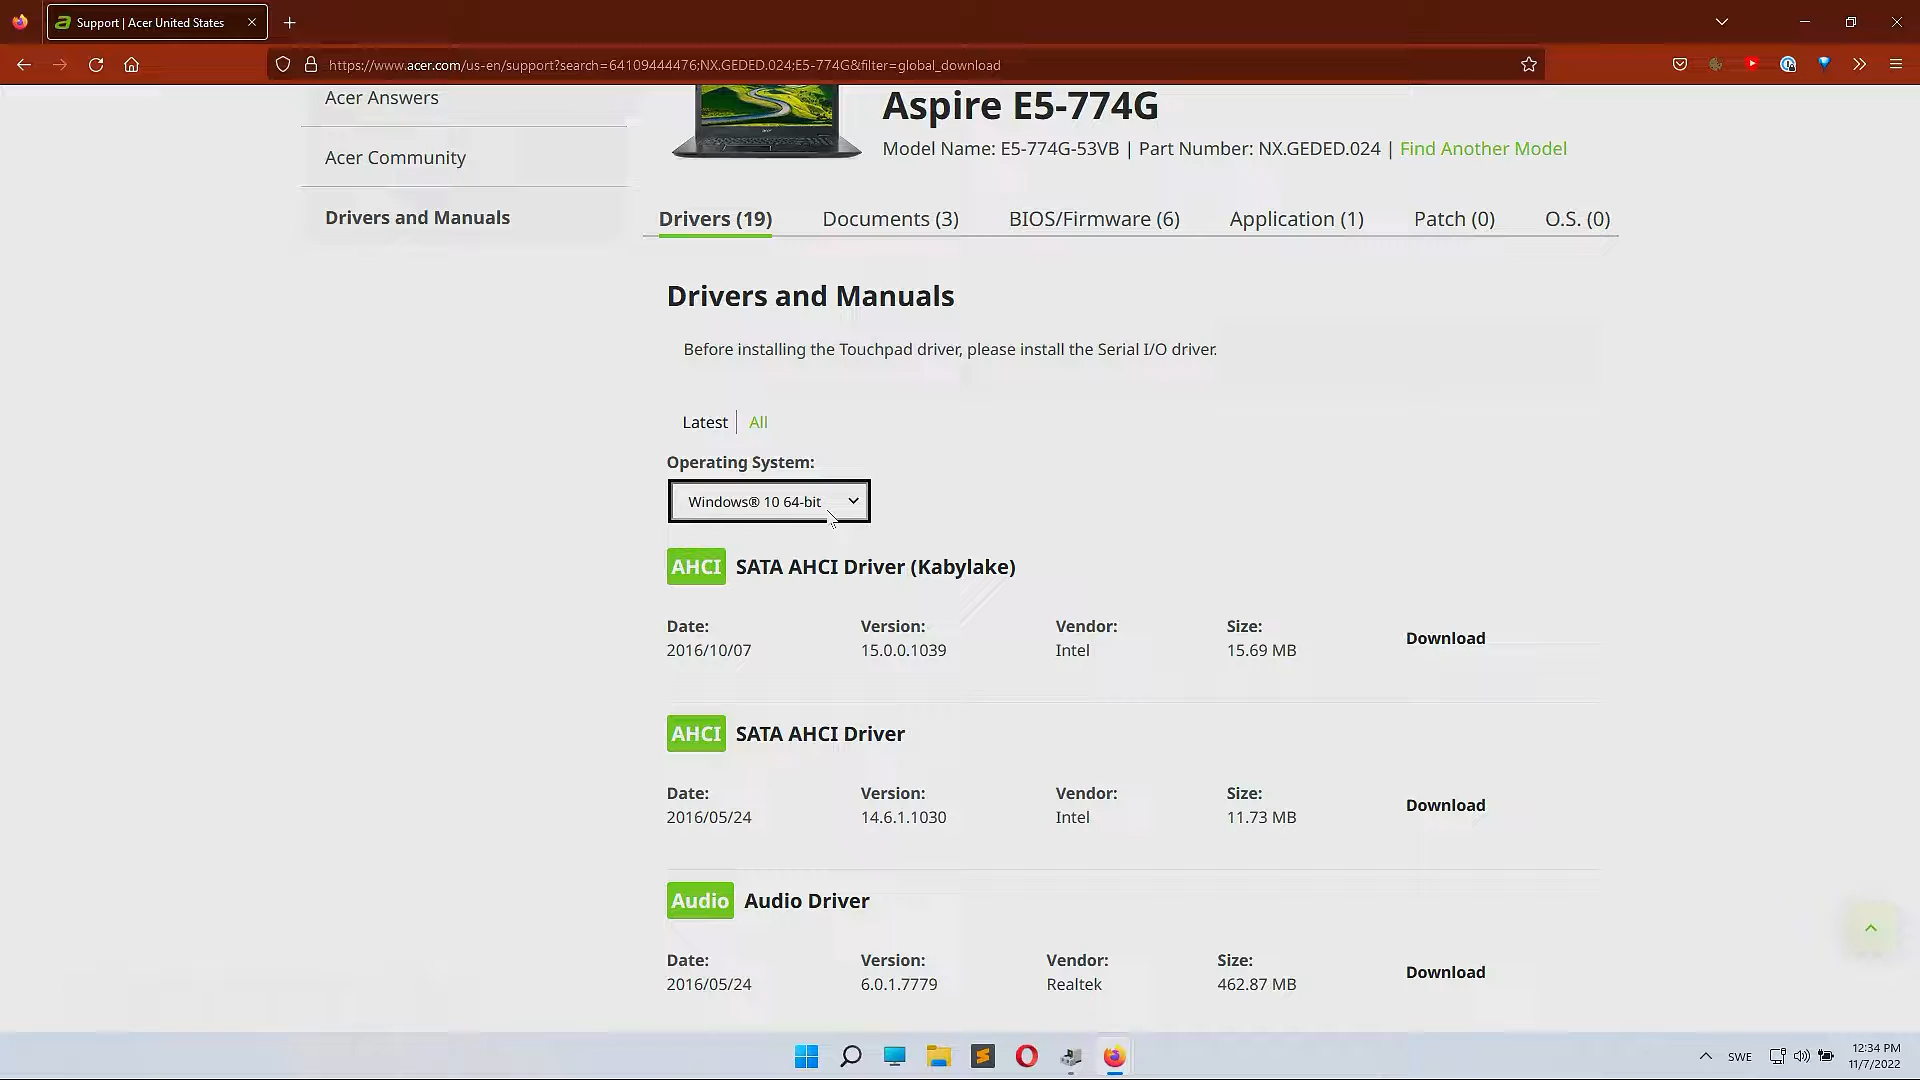 Support | Acer United States
https://www.acer.com/us-en/support?search=64109444476;NX.GEDED.024;E5-774G&filter=global_download
Acer Answers
Acer Community
Drivers and Manuals
acer
Aspire E5-774G
Model Name: E5-774G-53VB | Part Number: NX.GEDED.024 | Find Another Model
Drivers (19) Documents (3) BIOS/Firmware (6) Application (1) Patch (0) O.S. (0)
Drivers and Manuals
Before installing the Touchpad driver, please install the Serial I/O driver.
Latest | All
Operating System:
Windows® 10 64-bit
AHCI SATA AHCI Driver (Kabylake)
Date: Version: Vendor: Size:
2016/10/07 15.0.0.1039 Intel 15.69 MB
Download
AHCI SATA AHCI Driver
Date: Version: Vendor: Size:
2016/05/24 14.6.1.1030 Intel 11.73 MB
Download
Audio Audio Driver
Date: Version: Vendor: Size:
2016/05/24 6.0.1.7779 Realtek 462.87 MB
Download
SWE
12:34 PM
11/7/2022